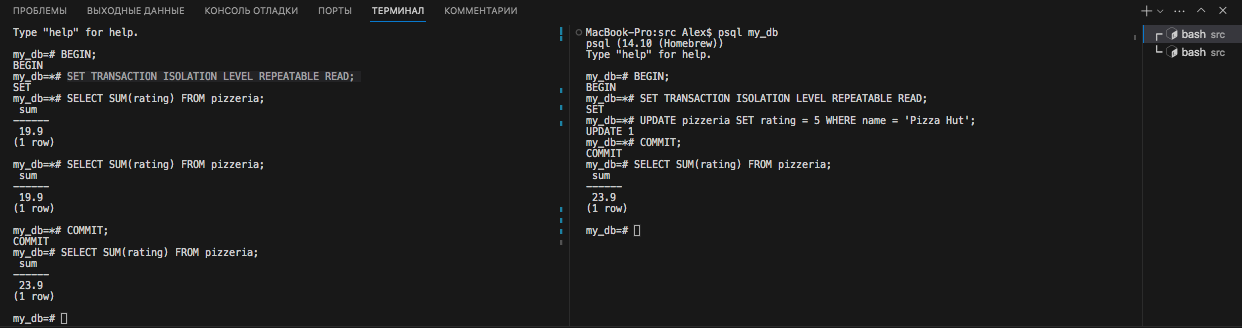 ПРОБЛЕМЫ ВЫХОДНЫЕ ДАННЫЕ КОНСОЛЬ ОТЛАДКИ ПОРТЫ ТЕРМИНАЛ КОММЕНТАРИИ
Type "help" for help.
my_db=# BEGIN;
BEGIN
my_db=*# SET TRANSACTION ISOLATION LEVEL REPEATABLE READ;
SET
my_db=*# SELECT SUM(rating) FROM pizzeria;
sum
------
19.9
(1 row)
my_db=*# SELECT SUM(rating) FROM pizzeria;
sum
------
19.9
(1 row)
my_db=*# COMMIT;
COMMIT
my_db=# SELECT SUM(rating) FROM pizzeria;
sum
------
23.9
(1 row)
my_db=#
MacBook-Pro:src Alex$ psql my_db
psql (14.10 (Homebrew))
Type "help" for help.
my_db=# BEGIN;
BEGIN
my_db=*# SET TRANSACTION ISOLATION LEVEL REPEATABLE READ;
SET
my_db=*# UPDATE pizzeria SET rating = 5 WHERE name = 'Pizza Hut';
UPDATE 1
my_db=*# COMMIT;
COMMIT
my_db=# SELECT SUM(rating) FROM pizzeria;
sum
------
23.9
(1 row)
my_db=#
bash src
bash src